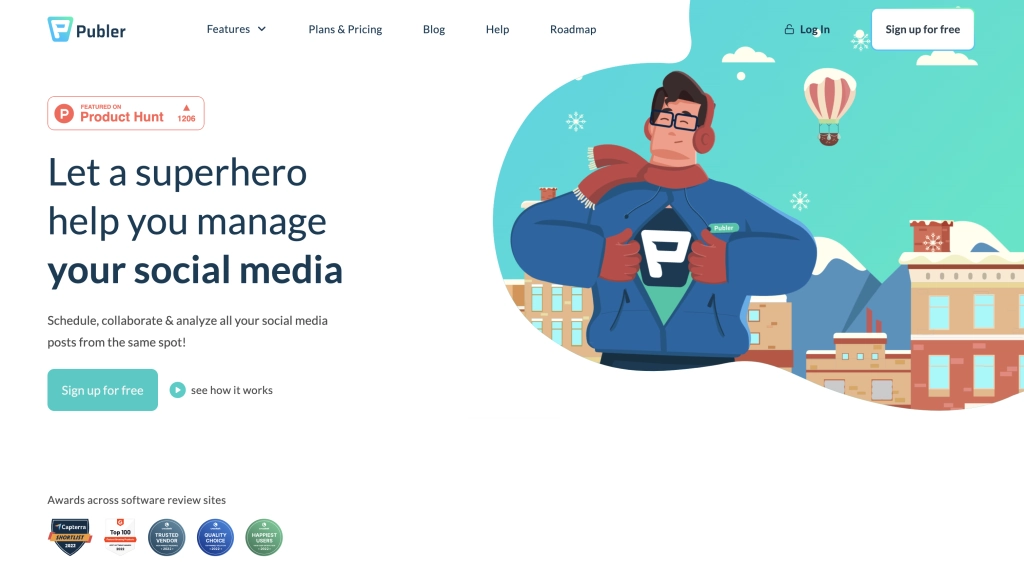 Publer
Features
Plans & Pricing
Blog
Help
Roadmap
Log In
Sign up for free
FEATURED ON
Product Hunt
1206
Let a superhero
help you manage
your social media
Publer
Schedule, collaborate & analyze all your social media
posts from the same spot!
Sign up for free
see how it works
Awards across software review sites
Capterra
SHORTLIST
2022
Top 100
2022
TRUSTED
VENDOR
2022
QUALITY
CHOICE
2022
HAPPIEST
USERS
2022